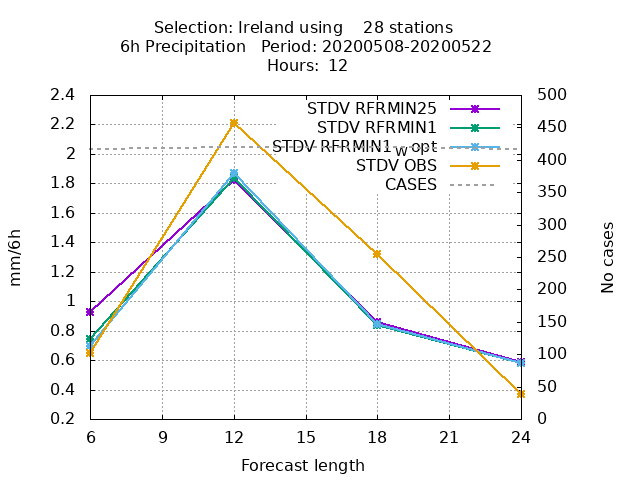 Selection: Ireland using 28 stations
6h Precipitation Period: 20200508-20200522
Hours: 12
STDV RFRMIN25
STDV RFRMIN1
STDV RFRMIN1_w_opt
STDV OBS
CASES
2.4
2.2
2
1.8
1.6
1.4
1.2
1
0.8
0.6
0.4
0.2
mm/6h
500
450
400
350
300
250
200
150
100
50
0
No cases
6 9 12 15 18 21 24
Forecast length